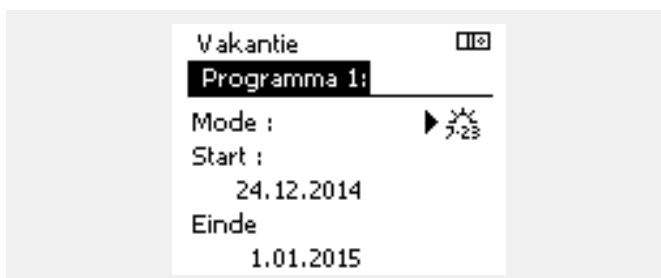 Vakantie
Programma 1:
Mode :
7-23
Start :
24.12.2014
Einde
1.01.2015